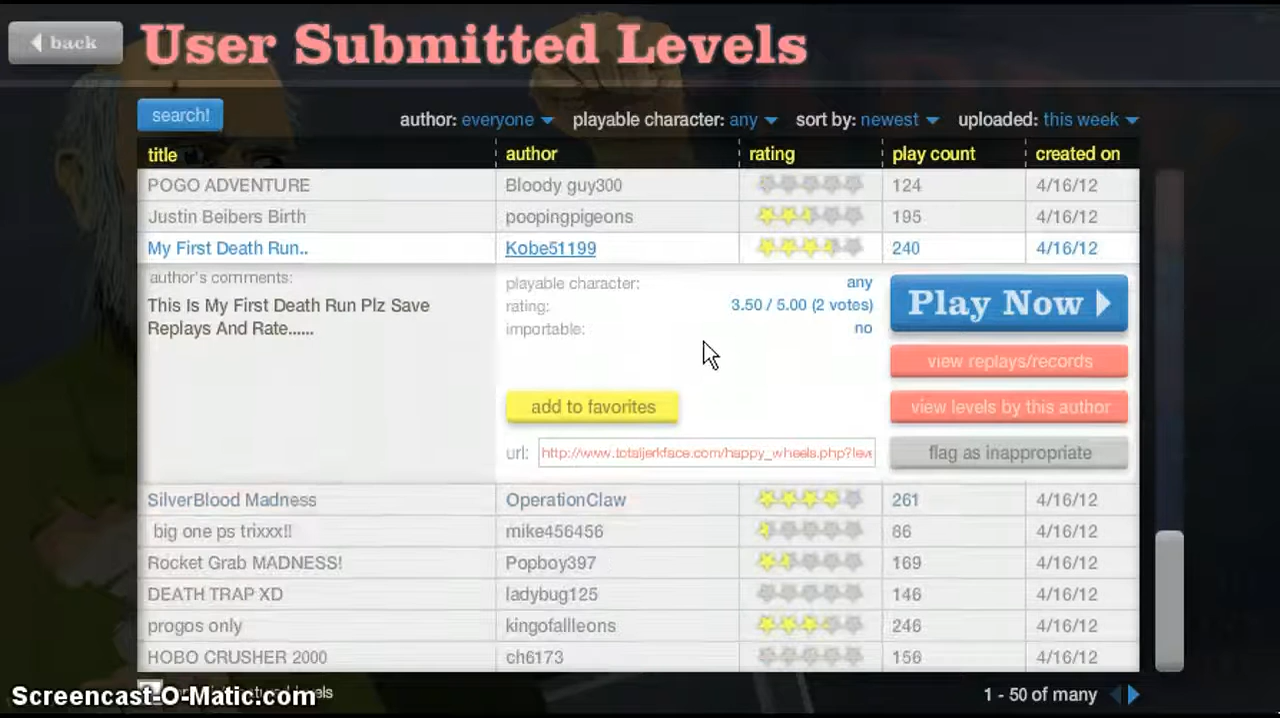 back
User Submitted Levels
search!
author: everyone playable character: any sort by: newest uploaded: this week
title author rating play count created on
POGO ADVENTURE Bloody guy300 124 4/16/12
Justin Beibers Birth poopingpigeons 195 4/16/12
My First Death Run.. Kobe51199 240 4/16/12
author's comments:
This Is My First Death Run Plz Save
Replays And Rate......
playable character: any
rating: 3.50 / 5.00 (2 votes)
importable: no
add to favorites
url: http://www.totaljerkface.com/happy_wheels.php?leve
Play Now
view replays/records
view levels by this author
flag as inappropriate
SilverBlood Madness OperationClaw 261 4/16/12
big one ps trixxx!! mike456456 86 4/16/12
Rocket Grab MADNESS! Popboy397 169 4/16/12
DEATH TRAP XD ladybug125 146 4/16/12
progos only kingofallleons 246 4/16/12
HOBO CRUSHER 2000 ch6173 156 4/16/12
Screencast-O-Matic.com
1 - 50 of many